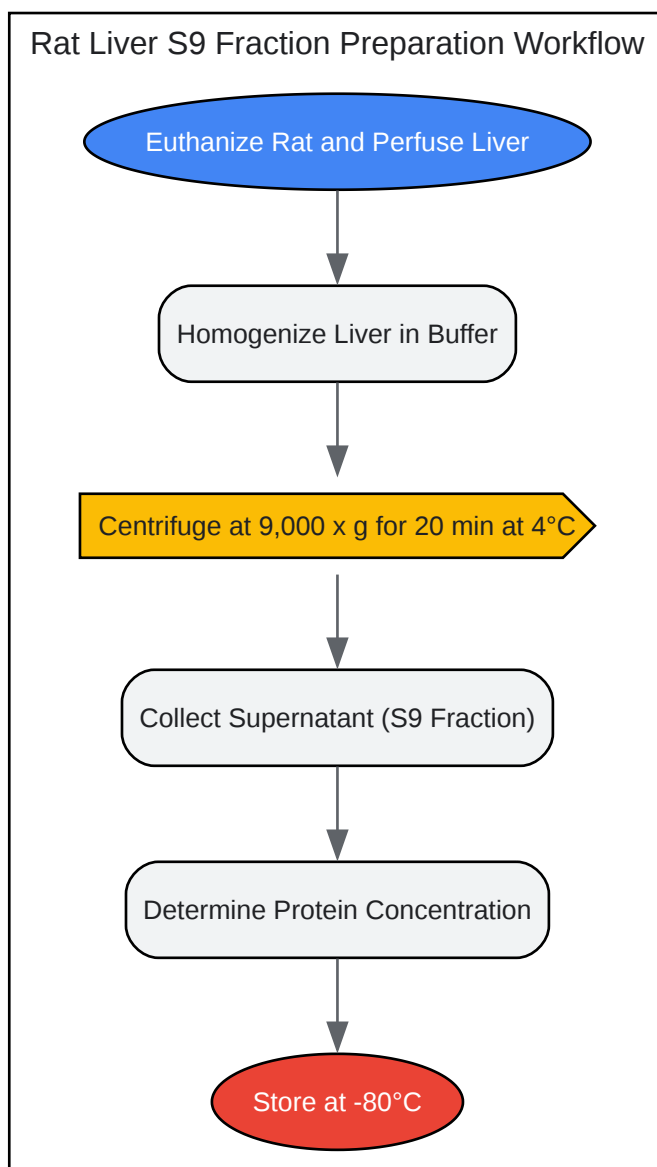 Rat Liver S9 Fraction Preparation Workflow
Euthanize Rat and Perfuse Liver
Homogenize Liver in Buffer
Centrifuge at 9,000 x g for 20 min at 4°C
Collect Supernatant (S9 Fraction)
Determine Protein Concentration
Store at -80°C